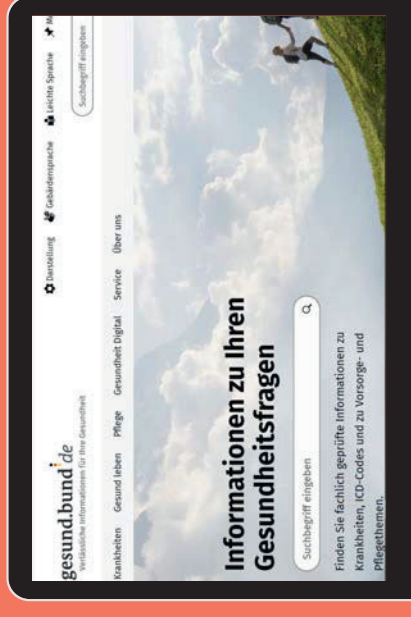 Darstellung Gebärdensprache Leichte Sprache
gesund.bund.de
Verlässliche Informationen für Ihre Gesundheit
Suchbegriff eingeben
Krankheiten Gesund leben Pflege Gesundheit Digital Service Über uns
Informationen zu Ihren
Gesundheitsfragen
Suchbegriff eingeben
Finden Sie fachlich geprüfte Informationen zu
Krankheiten, ICD-Codes und zu Vorsorge- und
Pflegethemen.